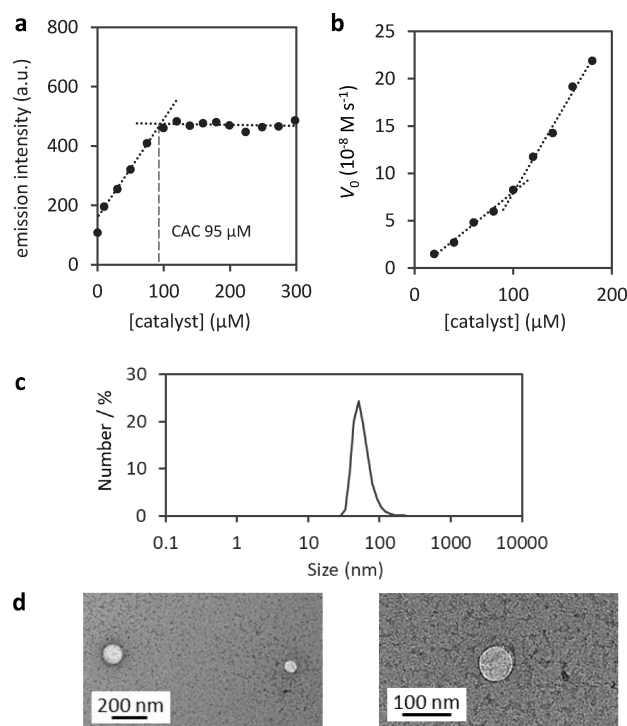 a
800
600
400
200
0
emission intensity (a.u.)
CAC 95 µM
0 100 200 300
[catalyst] (µM)
b
25
20
15
10
5
0
V₀ (10⁻⁸ M s⁻¹)
0 100 200
[catalyst] (µM)
c
30
20
10
0
Number / %
0.1 1 10 100 1000 10000
Size (nm)
d
200 nm
100 nm